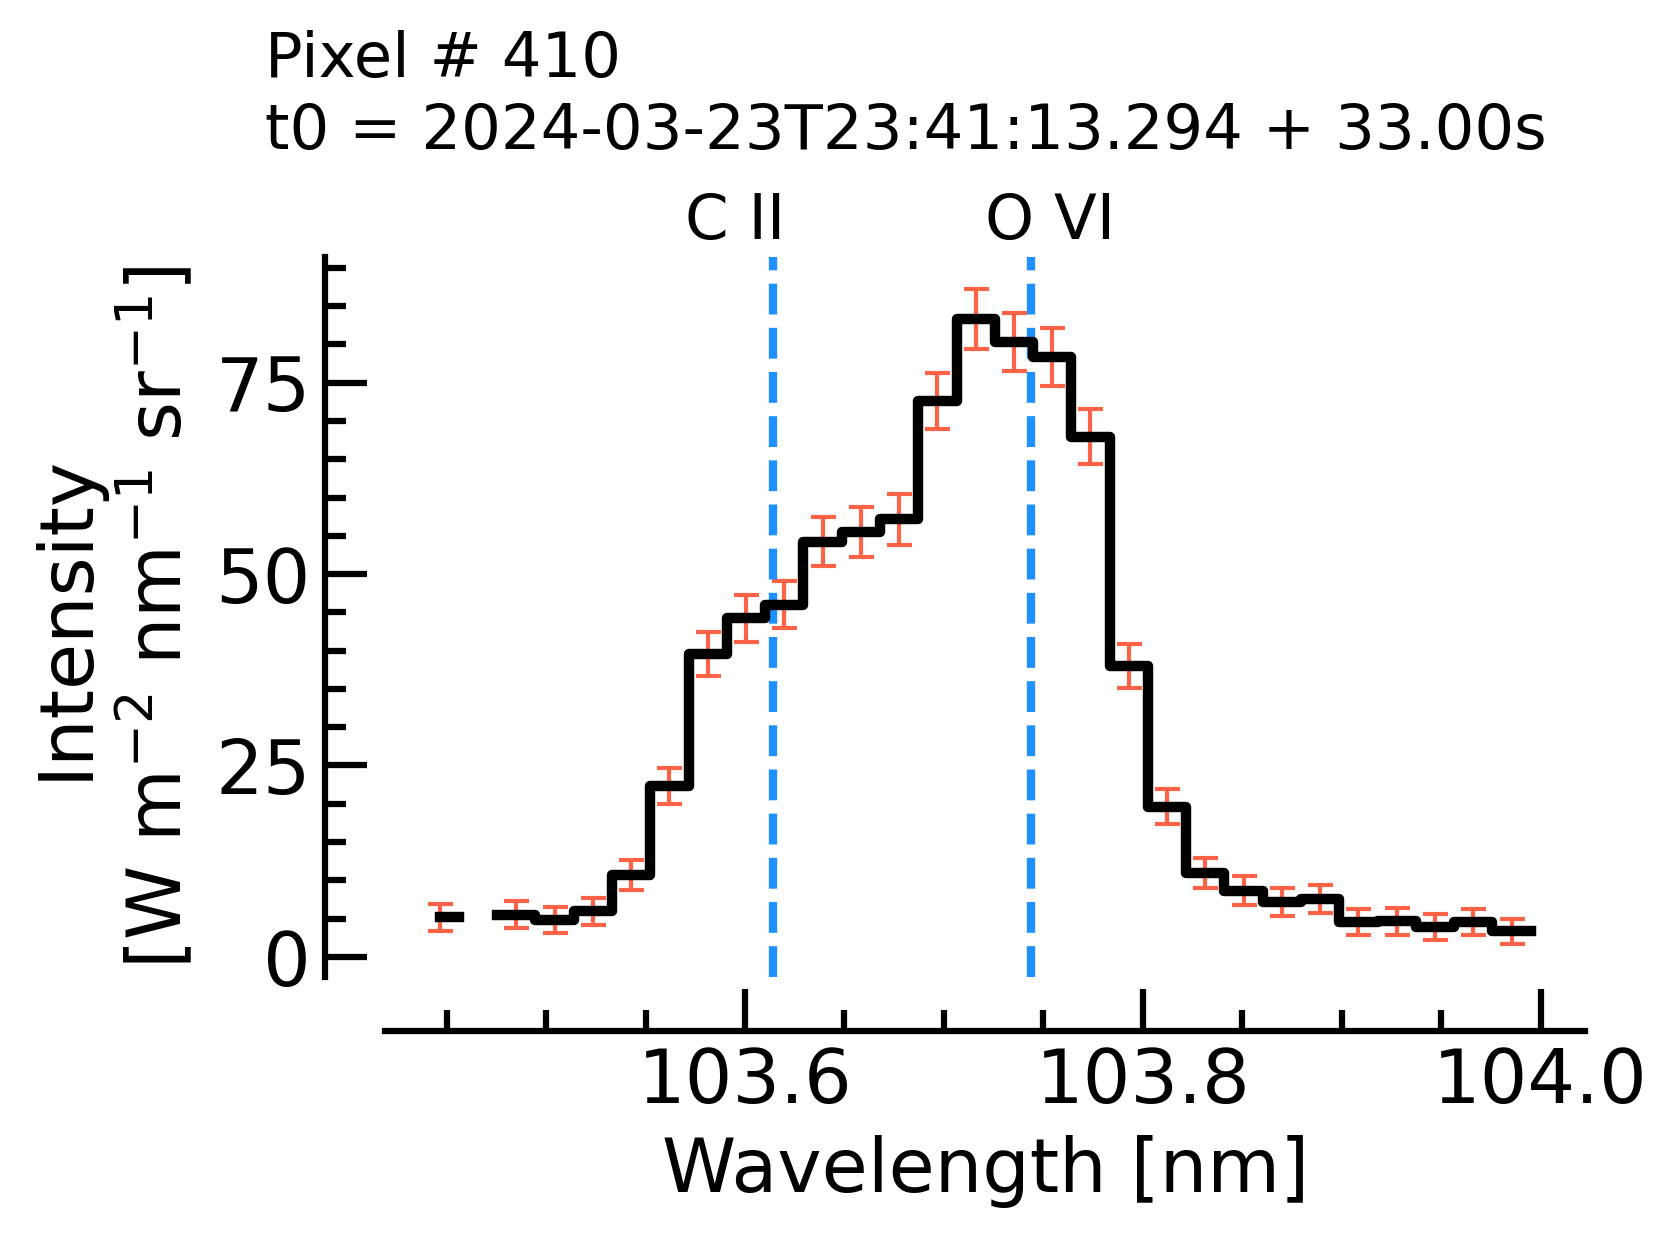 Pixel # 410
t0 = 2024-03-23T23:41:13.294 + 33.00s
C II O VI
Intensity
[W m⁻² nm⁻¹ sr⁻¹]
75
50
25
0
103.6 103.8 104.0
Wavelength [nm]